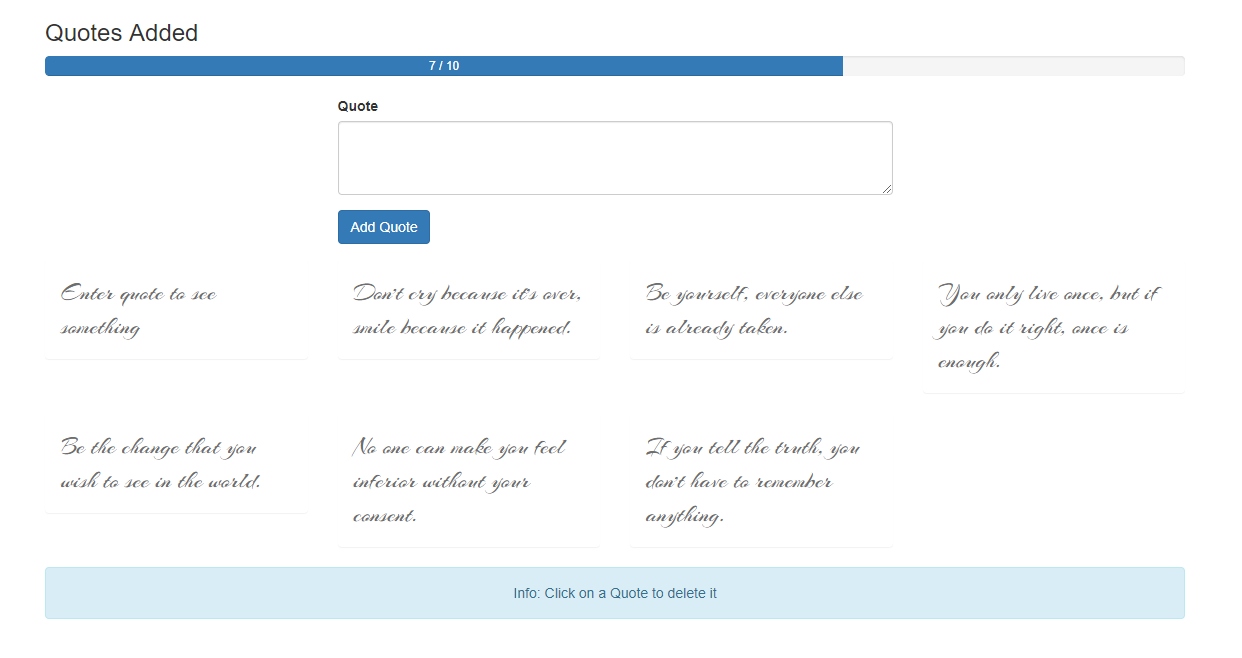 Quotes Added
7 / 10
Quote
Add Quote
Enter quote to see
something
Don't cry because it's over,
smile because it happened.
Be yourself, everyone else
is already taken.
You only live once, but if
you do it right, once is
enough.
Be the change that you
wish to see in the world.
No one can make you feel
inferior without your
consent.
If you tell the truth, you
don't have to remember
anything.
Info: Click on a Quote to delete it